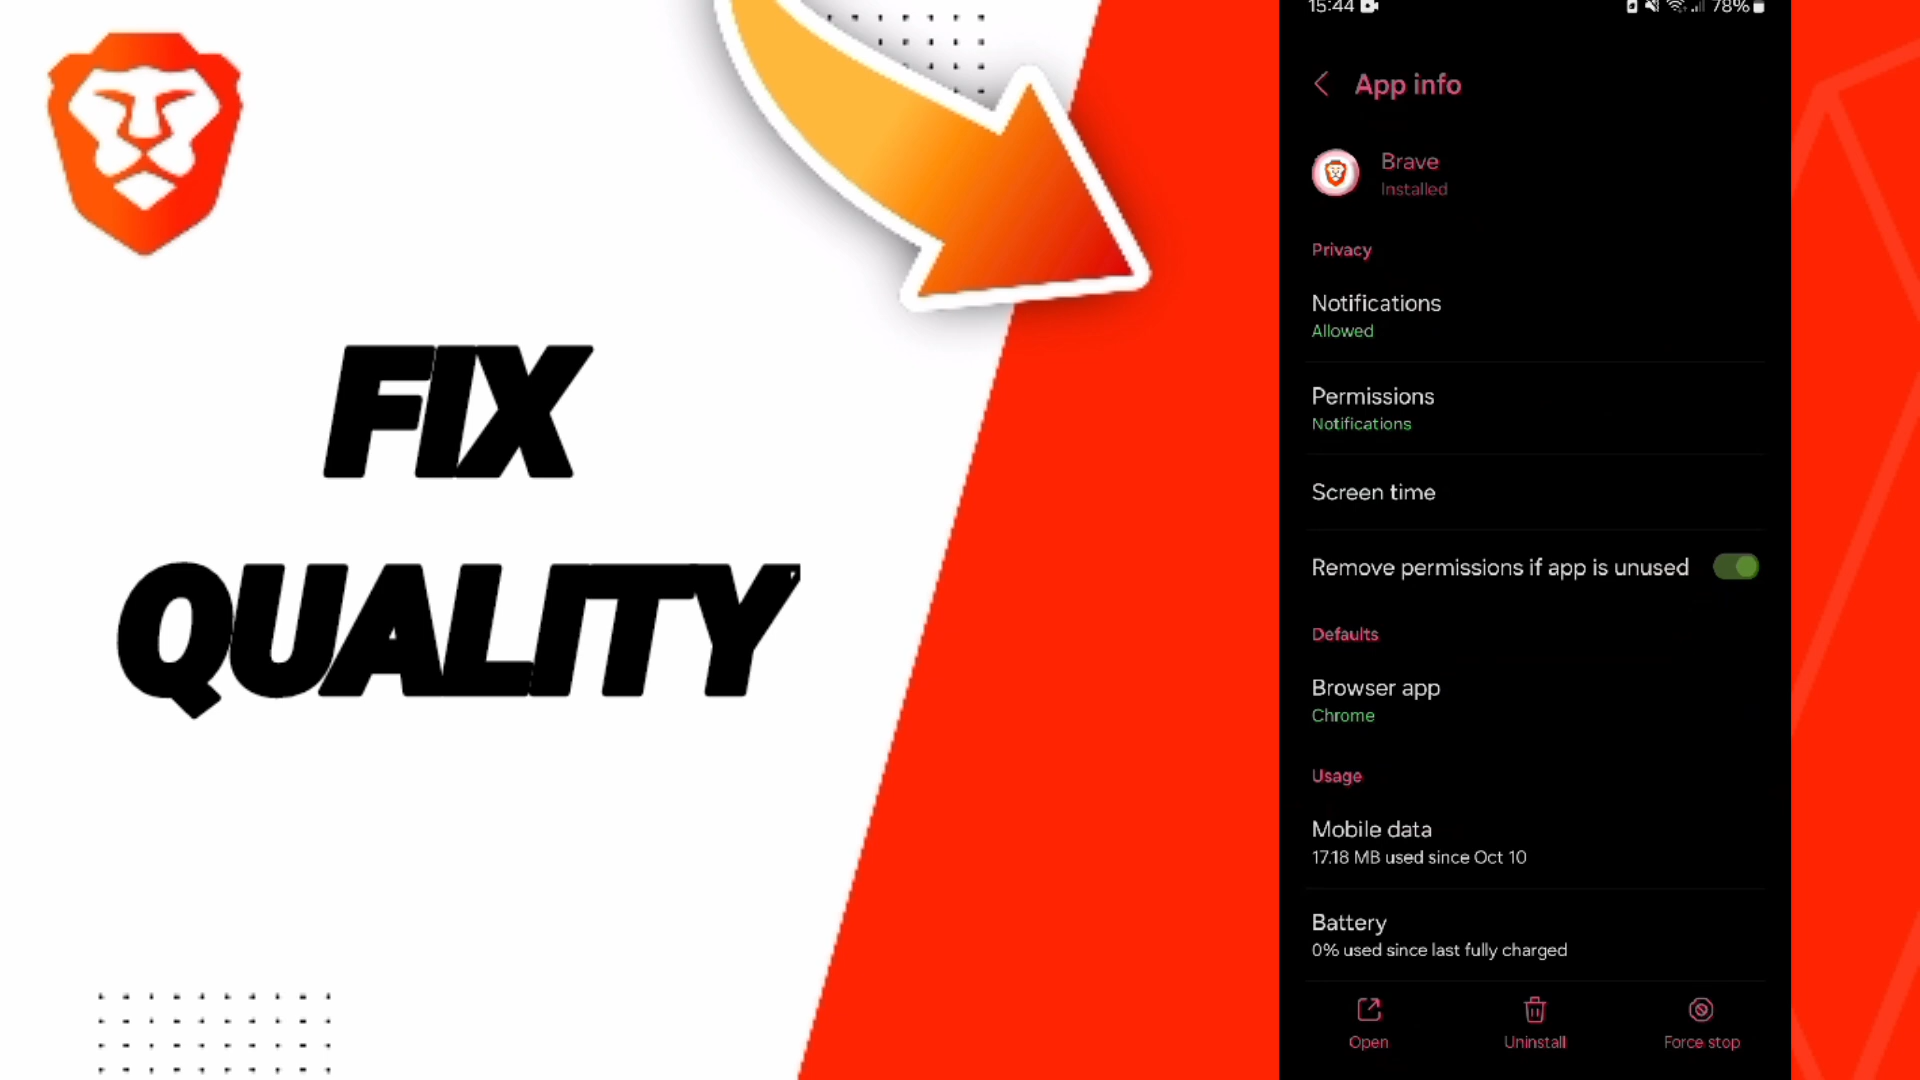 FIX
QUALITY
15:44
78%
App info
Brave
Installed
Privacy
Notifications
Allowed
Permissions
Notifications
Screen time
Remove permissions if app is unused
Defaults
Browser app
Chrome
Usage
Mobile data
17.18 MB used since Oct 10
Battery
0% used since last fully charged
Open
Uninstall
Force stop